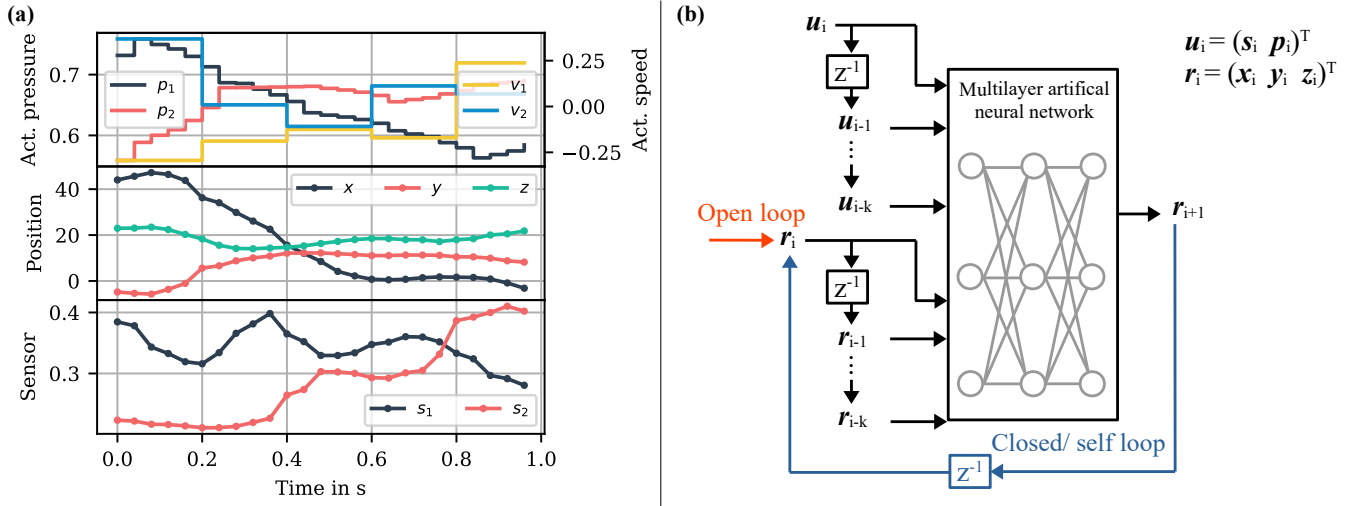 (a)
Act. pressure
0.7
0.6
p1
p2
v1
v2
0.25
0.00
−0.25
Act. speed
Position
40
20
0
x y z
Sensor
0.4
0.3
s1 s2
0.0 0.2 0.4 0.6 0.8 1.0
Time in s
(b)
ui
z-1
ui-1
ui-k
Open loop
ri
z-1
ri-1
ri-k
Multilayer artifical
neural network
ri+1
Closed/ self loop
z-1
ui = (si pi)T
ri = (xi yi zi)T